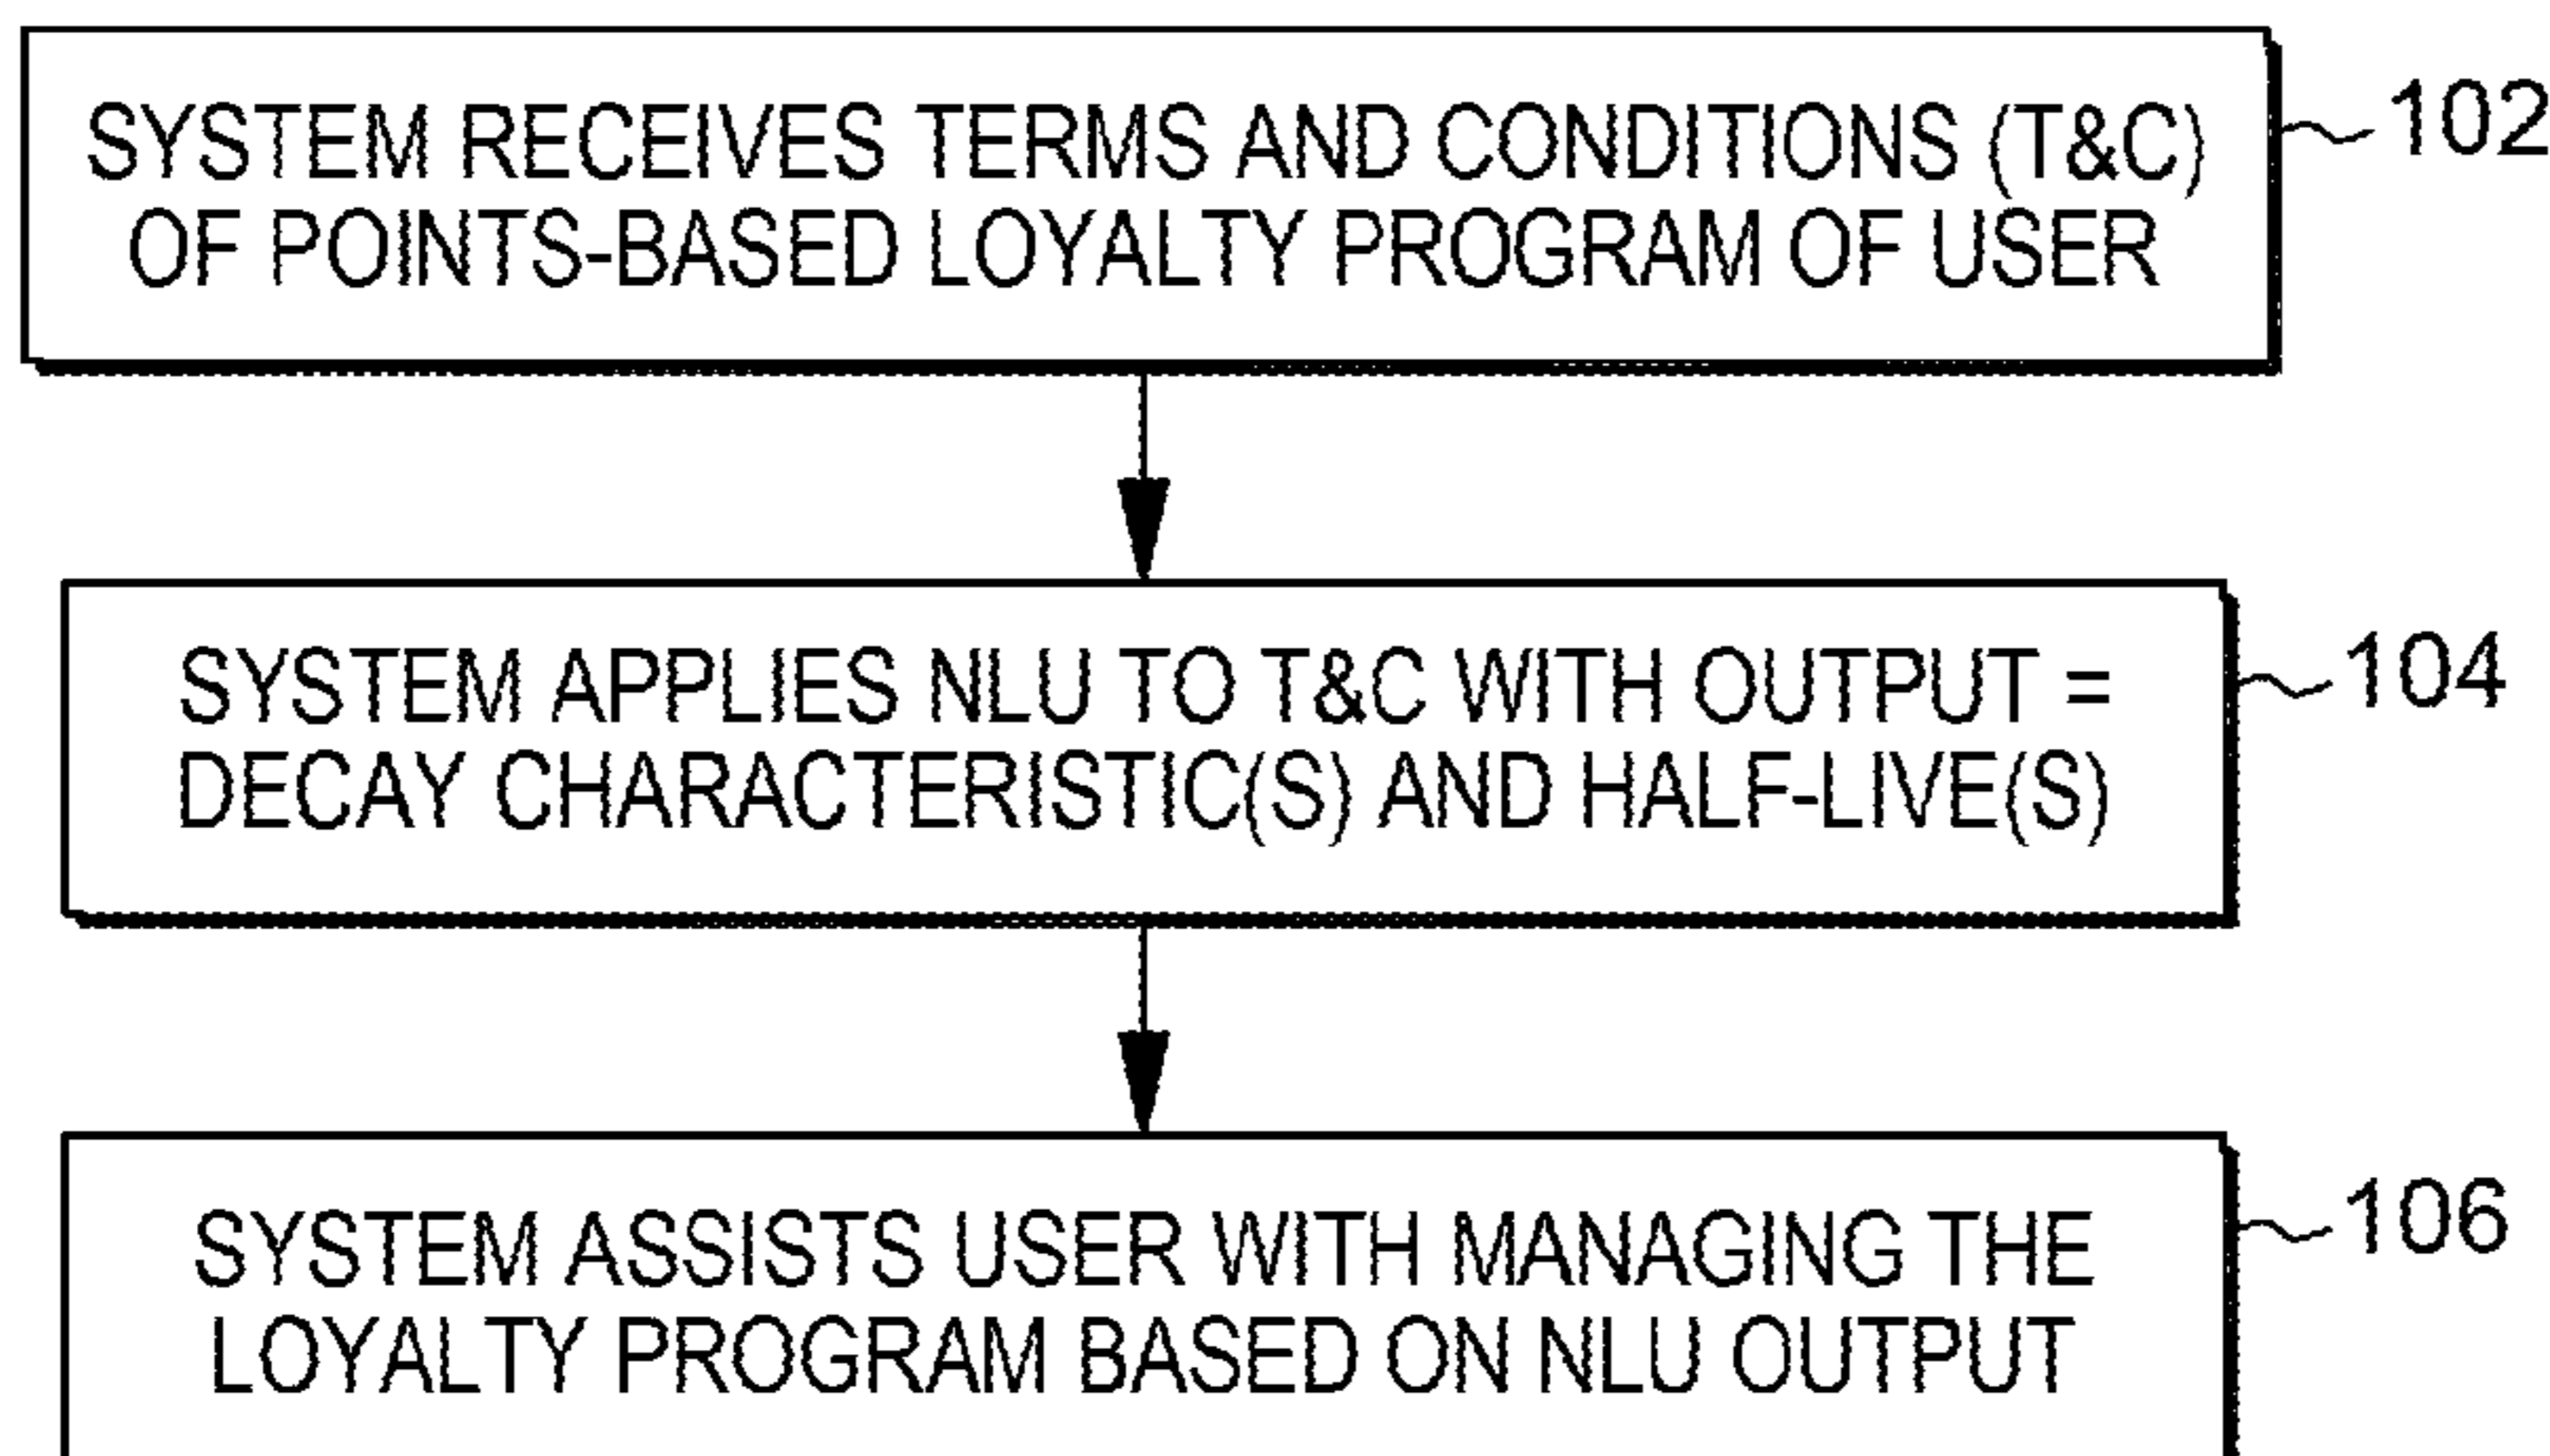 SYSTEM RECEIVES TERMS AND CONDITIONS (T&C)
OF POINTS-BASED LOYALTY PROGRAM OF USER
102
SYSTEM APPLIES NLU TO T&C WITH OUTPUT =
DECAY CHARACTERISTIC(S) AND HALF-LIVE(S)
104
SYSTEM ASSISTS USER WITH MANAGING THE
LOYALTY PROGRAM BASED ON NLU OUTPUT
106